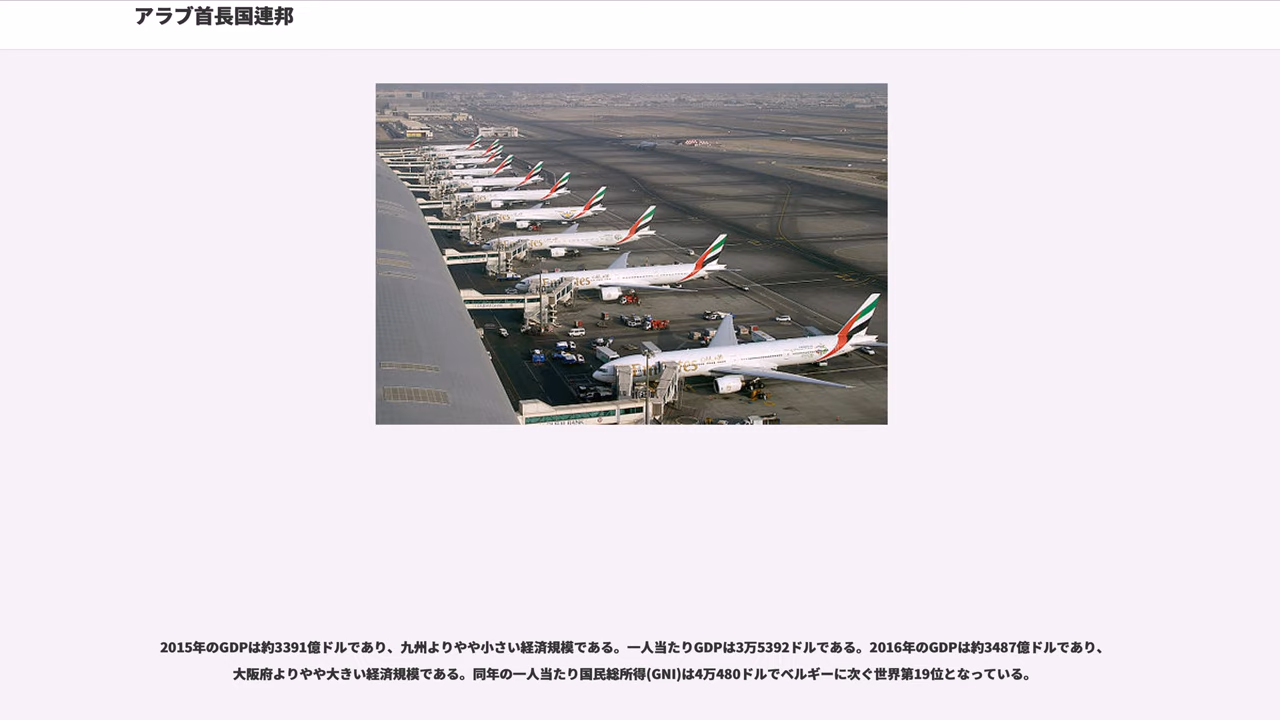 アラブ首長国連邦
2015年のGDPは約3391億ドルであり、九州よりやや小さい経済規模である。一人当たりGDPは3万5392ドルである。2016年のGDPは約3487億ドルであり、
大阪府よりやや大きい経済規模である。同年の一人当たり国民総所得(GNI)は4万480ドルでベルギーに次ぐ世界第19位となっている。